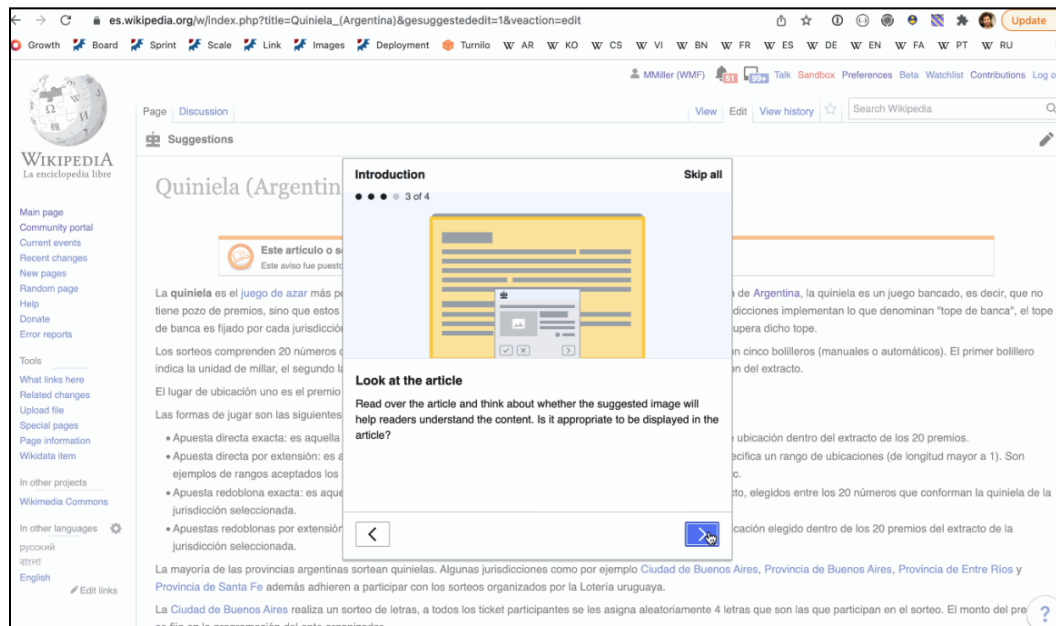 es.wikipedia.org/w/index.php?title=Quiniela_(Argentina)&gesuggestededit=1&veaction=edit
Update
Growth Board Sprint Scale Link Images Deployment Turnilo W AR W KO W CS W VI W BN W FR W ES W DE W EN W FA W PT W RU
MMiller (WMF) 51 99+ Talk Sandbox Preferences Beta Watchlist Contributions Log o
Page Discussion
View Edit View history
Search Wikipedia
WIKIPEDIA
La enciclopedia libre
Main page
Community portal
Current events
Recent changes
New pages
Random page
Help
Donate
Error reports
Tools
What links here
Related changes
Upload file
Special pages
Page information
Wikidata item
In other projects
Wikimedia Commons
In other languages
русский
English
Edit links
Suggestions
Quiniela (Argentin
Este artículo o s
Este aviso fue puesto
La quiniela es el juego de azar más p
tiene pozo de premios, sino que estos
de banca es fijado por cada jurisdicció
Los sorteos comprenden 20 números
indica la unidad de millar, el segundo
El lugar de ubicación uno es el premio
Las formas de jugar son las siguientes
• Apuesta directa exacta: es aquella
• Apuesta directa por extensión: es a
ejemplos de rangos aceptados los
• Apuesta redoblona exacta: es aque
jurisdicción seleccionada.
• Apuestas redoblonas por extensión
jurisdicción seleccionada.
Introduction
Skip all
3 of 4
Look at the article
Read over the article and think about whether the suggested image will
help readers understand the content. Is it appropriate to be displayed in the
article?
de Argentina, la quiniela es un juego bancado, es decir, que no
dicciones implementan lo que denominan "tope de banca", el tope
upera dicho tope.
n cinco bolilleros (manuales o automáticos). El primer bolillero
n del extracto.
ubicación dentro del extracto de los 20 premios.
ecifica un rango de ubicaciones (de longitud mayor a 1). Son
c.
to, elegidos entre los 20 números que conforman la quiniela de la
icación elegido dentro de los 20 premios del extracto de la
La mayoría de las provincias argentinas sortean quinielas. Algunas jurisdicciones como por ejemplo Ciudad de Buenos Aires, Provincia de Buenos Aires, Provincia de Entre Ríos y
Provincia de Santa Fe además adhieren a participar con los sorteos organizados por la Lotería uruguaya.
La Ciudad de Buenos Aires realiza un sorteo de letras, a todos los ticket participantes se les asigna aleatoriamente 4 letras que son las que participan en el sorteo. El monto del pre